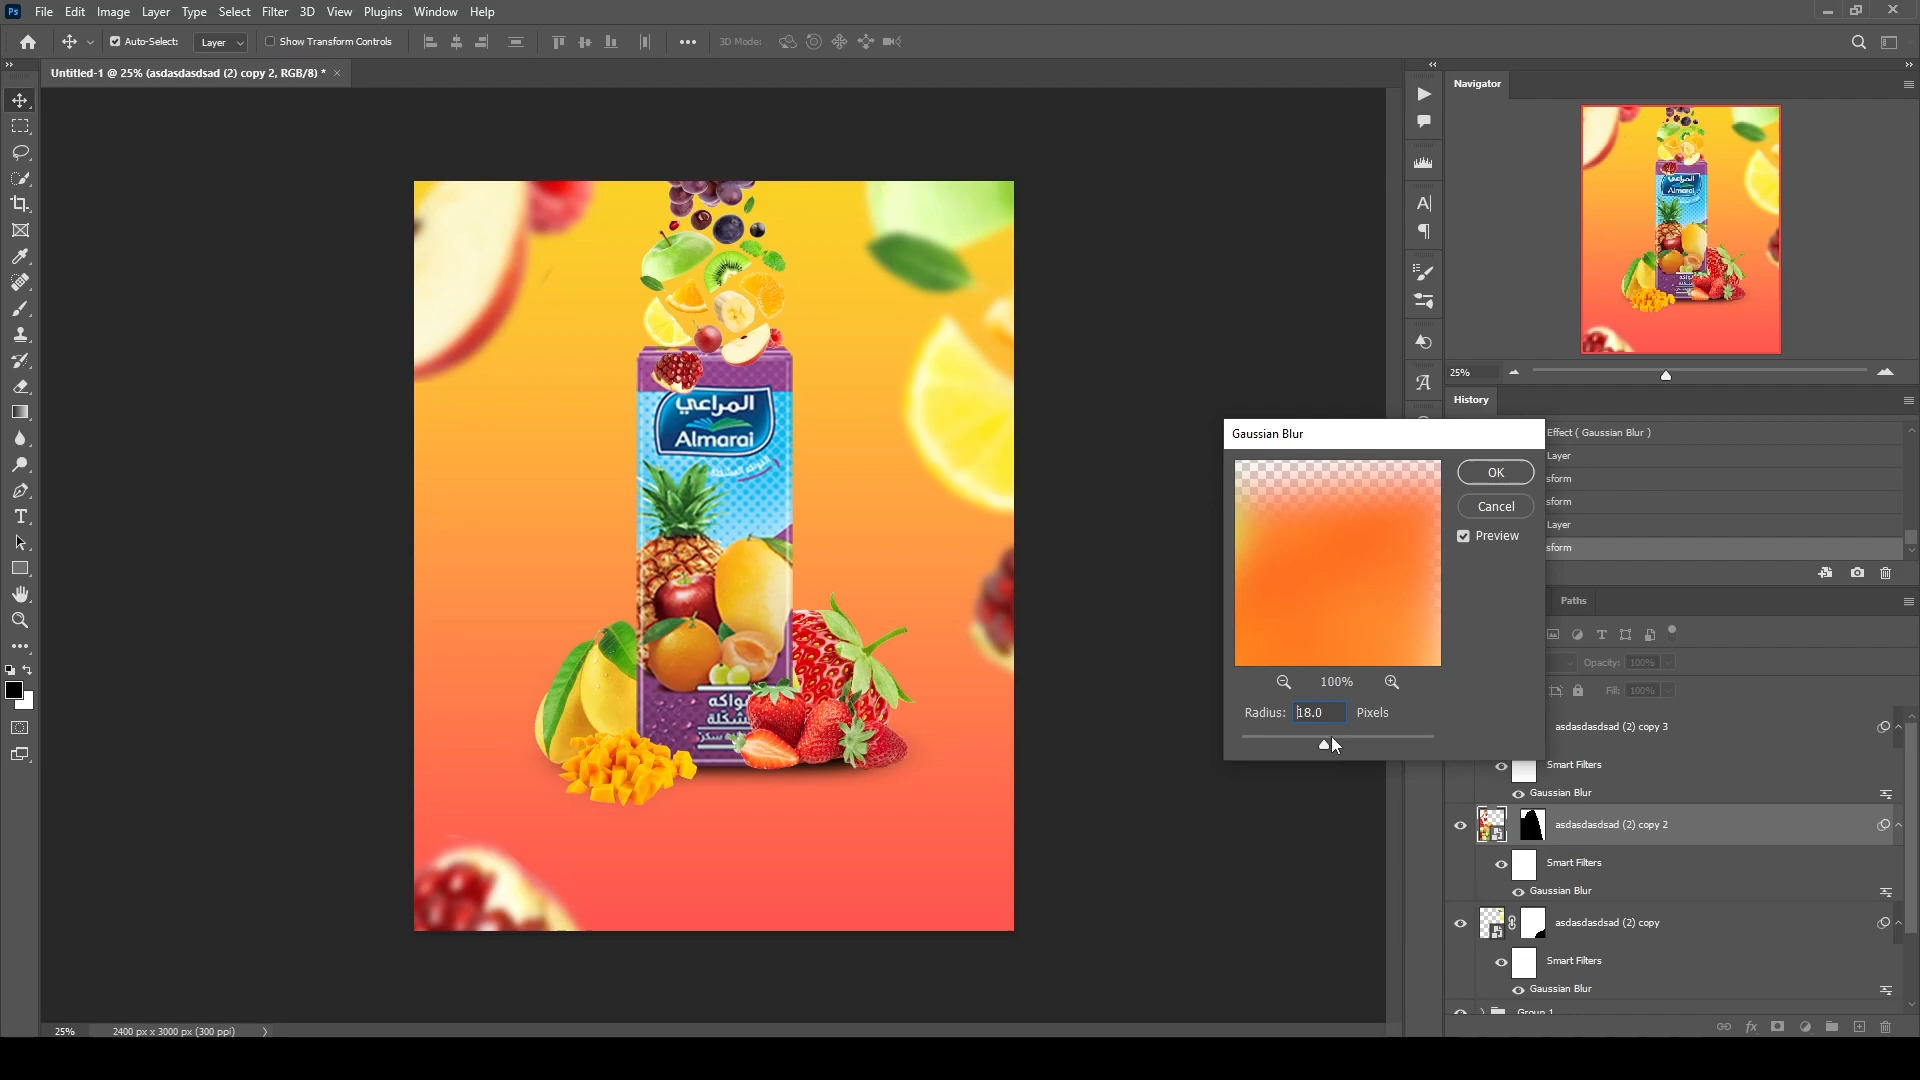 Ps File Edit Image Layer Type Select Filter 3D View Plugins Window Help
Auto-Select: Layer Show Transform Controls 3D Mode:
Untitled-1 @ 25% (asdasdasdsad (2) copy 2, RGB/8) *
Navigator
25%
History
Effect ( Gaussian Blur )
Layer
sform
sform
Layer
sform
Paths
Opacity: 100%
Fill: 100%
asdasdasdsad (2) copy 3
Smart Filters
Gaussian Blur
asdasdasdsad (2) copy 2
Smart Filters
Gaussian Blur
asdasdasdsad (2) copy
Smart Filters
Gaussian Blur
Group 1
Gaussian Blur
OK
Cancel
Preview
100%
Radius: 18.0 Pixels
المراعي
Almarai
25% 2400 px x 3000 px (300 ppi)